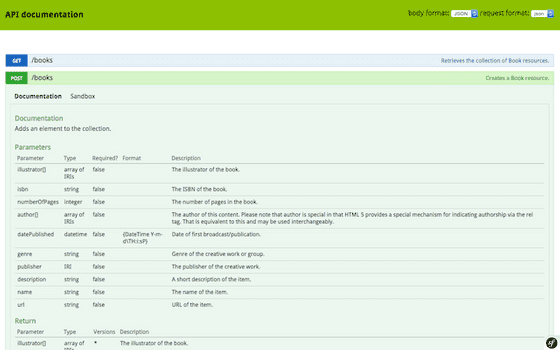 API documentation
body format: JSON request format: json
GET /books Retrieves the collection of Book resources.
POST /books Creates a Book resource.
Documentation Sandbox
Documentation
Adds an element to the collection.
Parameters
Parameter Type Required? Format Description
illustrator[] array of IRIs false The illustrator of the book.
isbn string false The ISBN of the book.
numberOfPages integer false The number of pages in the book.
author[] array of IRIs false The author of this content. Please note that author is special in that HTML 5 provides a special mechanism for indicating authorship via the rel
tag. That is equivalent to this and may be used interchangeably.
datePublished datetime false {DateTime Y-m-
d\TH:i:sP} Date of first broadcast/publication.
genre string false Genre of the creative work or group.
publisher IRI false The publisher of the creative work.
description string false A short description of the item.
name string false The name of the item.
url string false URL of the item.
Return
Parameter Type Versions Description
illustrator[] array of * The illustrator of the book.
IRIs